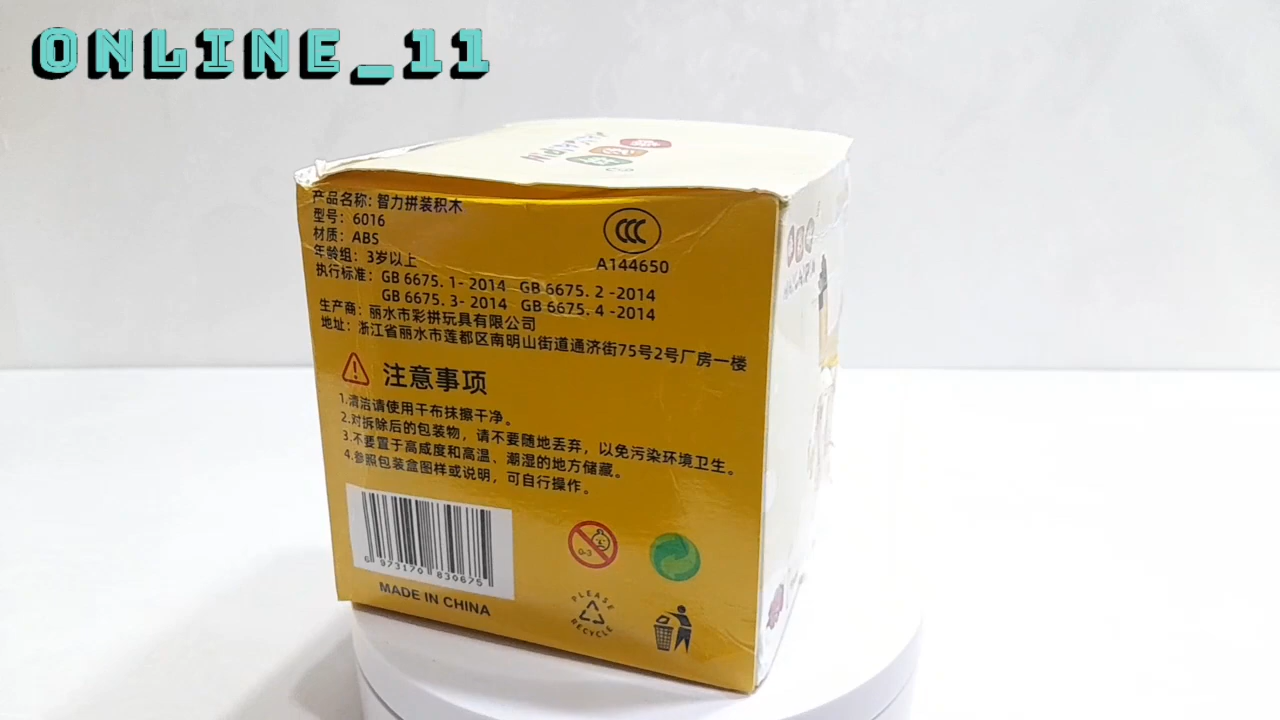 ONLINE_11
产品名称: 智力拼装积木
型号: 6016
材质: ABS
年龄组: 3岁以上
执行标准: GB 6675. 1- 2014 GB 6675. 2 -2014
GB 6675. 3- 2014 GB 6675. 4 -2014
生产商: 丽水市彩拼玩具有限公司
地址: 浙江省丽水市莲都区南明山街道通济街75号2号厂房一楼
CCC
A144650
注意事项
1.清洁请使用干布抹擦干净。
2.对拆除后的包装物，请不要随地丢弃，以免污染环境卫生。
3.不要置于高咸度和高温、潮湿的地方储藏。
4.参照包装盒图样或说明，可自行操作。
6 973170 830675
MADE IN CHINA
0-3
PLEASE
RECYCLE